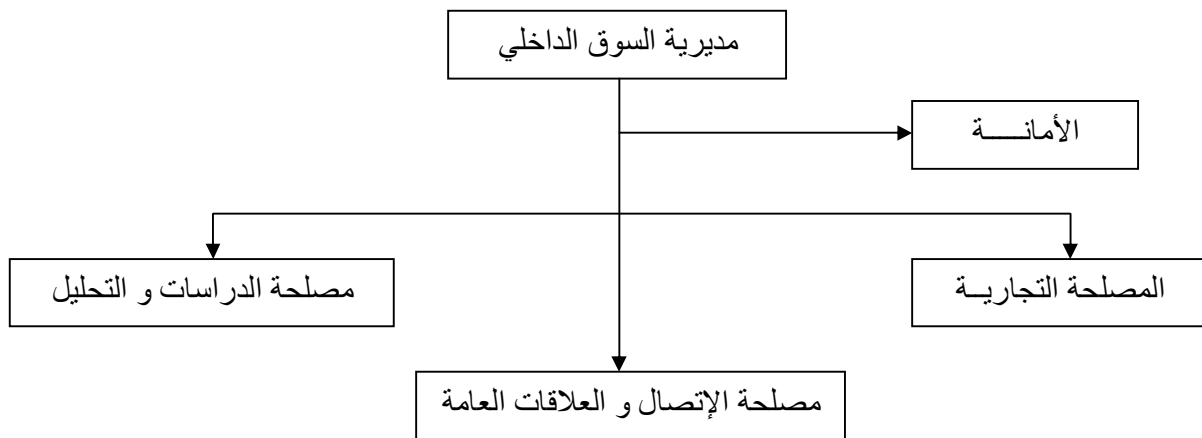 مديرية السوق الداخلي
الأمانـــــة
المصلحة التجاريــة
مصلحة الدراسات و التحليل
مصلحة الإتصال و العلاقات العامة